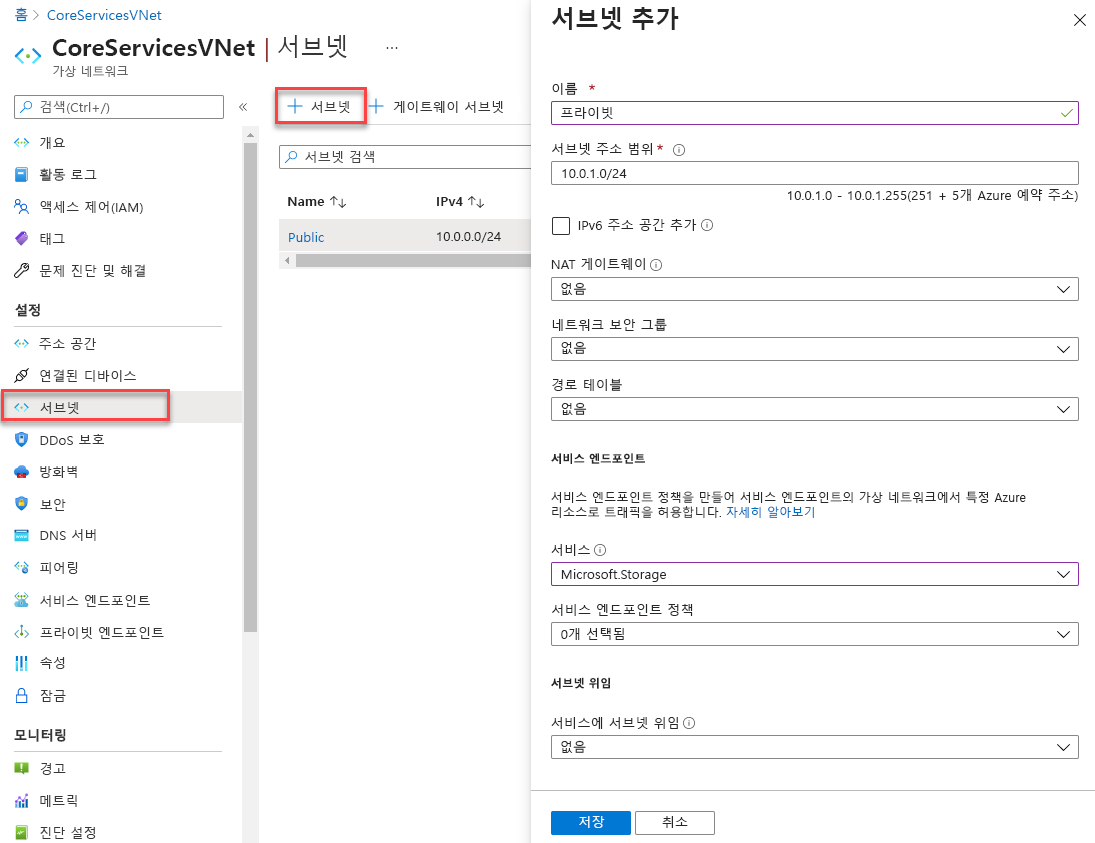 홈 > CoreServicesVNet
CoreServicesVNet | 서브넷 ...
가상 네트워크
검색(Ctrl+/)
«
개요
활동 로그
액세스 제어(IAM)
태그
문제 진단 및 해결
설정
주소 공간
연결된 디바이스
서브넷
DDoS 보호
방화벽
보안
DNS 서버
피어링
서비스 엔드포인트
프라이빗 엔드포인트
속성
잠금
모니터링
경고
메트릭
진단 설정
+ 서브넷
+ 게이트웨이 서브넷
서브넷 검색
Name ↑↓ IPv4 ↑↓
Public 10.0.0.0/24
서브넷 추가
이름 *
프라이빗
서브넷 주소 범위 *
10.0.1.0/24
10.0.1.0 - 10.0.1.255(251 + 5개 Azure 예약 주소)
IPv6 주소 공간 추가
NAT 게이트웨이
없음
네트워크 보안 그룹
없음
경로 테이블
없음
서비스 엔드포인트
서비스 엔드포인트 정책을 만들어 서비스 엔드포인트의 가상 네트워크에서 특정 Azure
리소스로 트래픽을 허용합니다. 자세히 알아보기
서비스
Microsoft.Storage
서비스 엔드포인트 정책
0개 선택됨
서브넷 위임
서비스에 서브넷 위임
없음
저장
취소